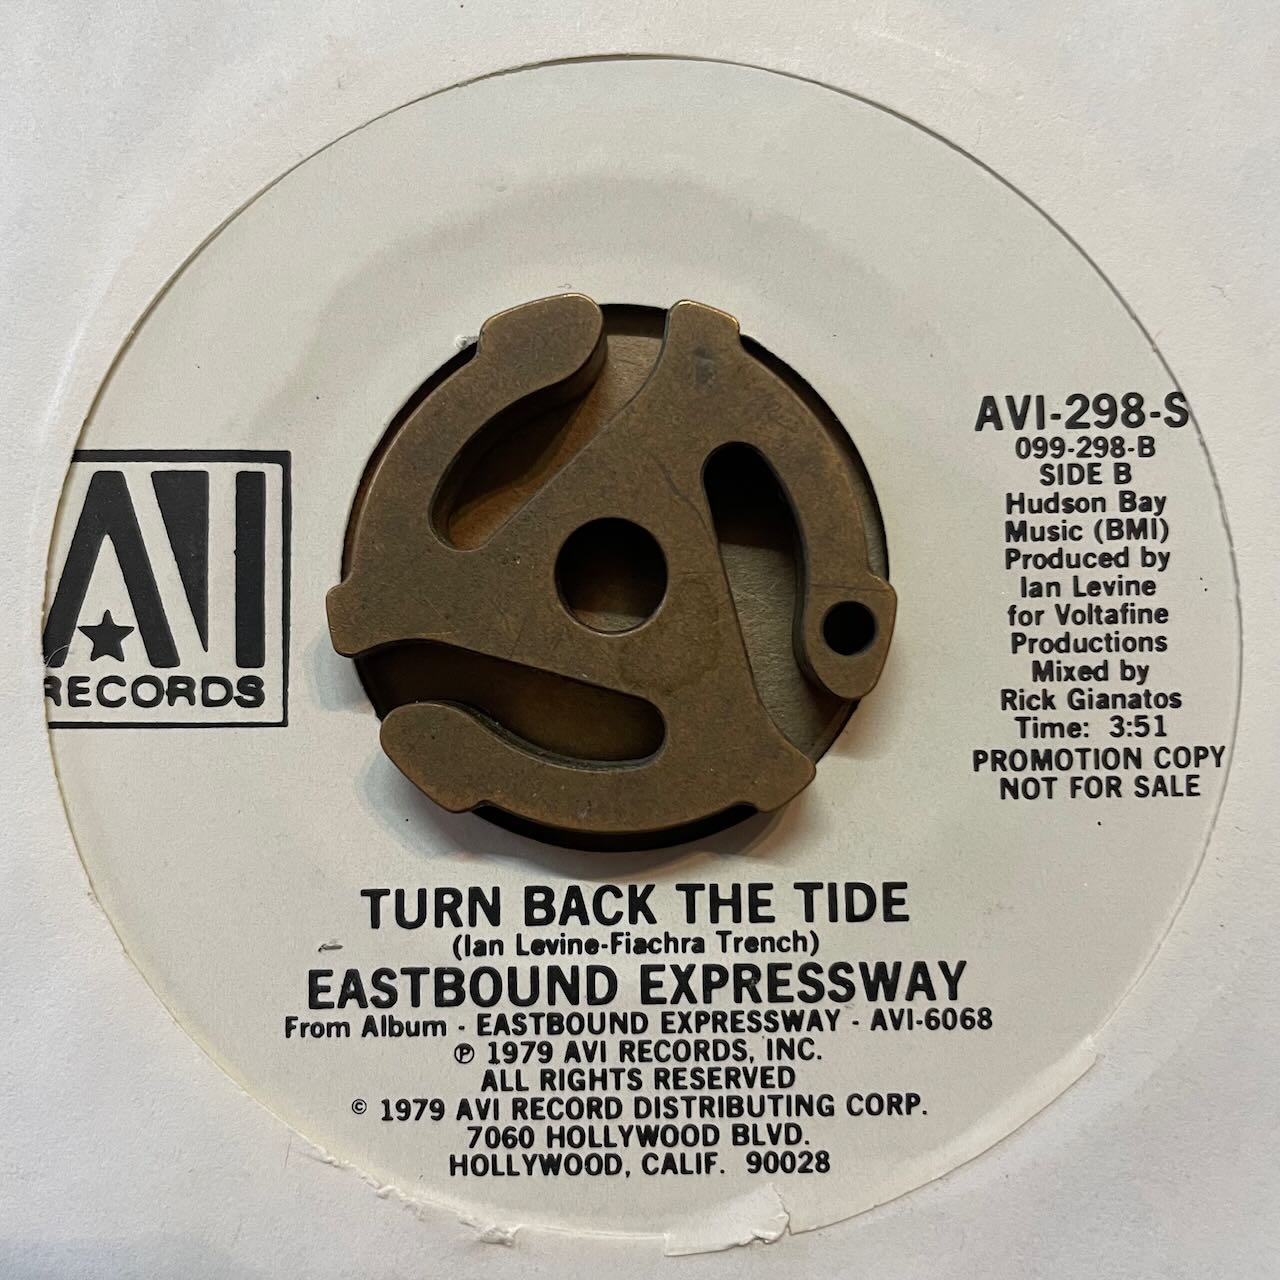 AVI
RECORDS
AVI-298-S
099-298-B
SIDE B
Hudson Bay
Music (BMI)
Produced by
Ian Levine
for Voltafine
Productions
Mixed by
Rick Gianatos
Time: 3:51
PROMOTION COPY
NOT FOR SALE
TURN BACK THE TIDE
(Ian Levine-Fiachra Trench)
EASTBOUND EXPRESSWAY
From Album - EASTBOUND EXPRESSWAY - AVI-6068
℗ 1979 AVI RECORDS, INC.
ALL RIGHTS RESERVED
© 1979 AVI RECORD DISTRIBUTING CORP.
7060 HOLLYWOOD BLVD.
HOLLYWOOD, CALIF. 90028